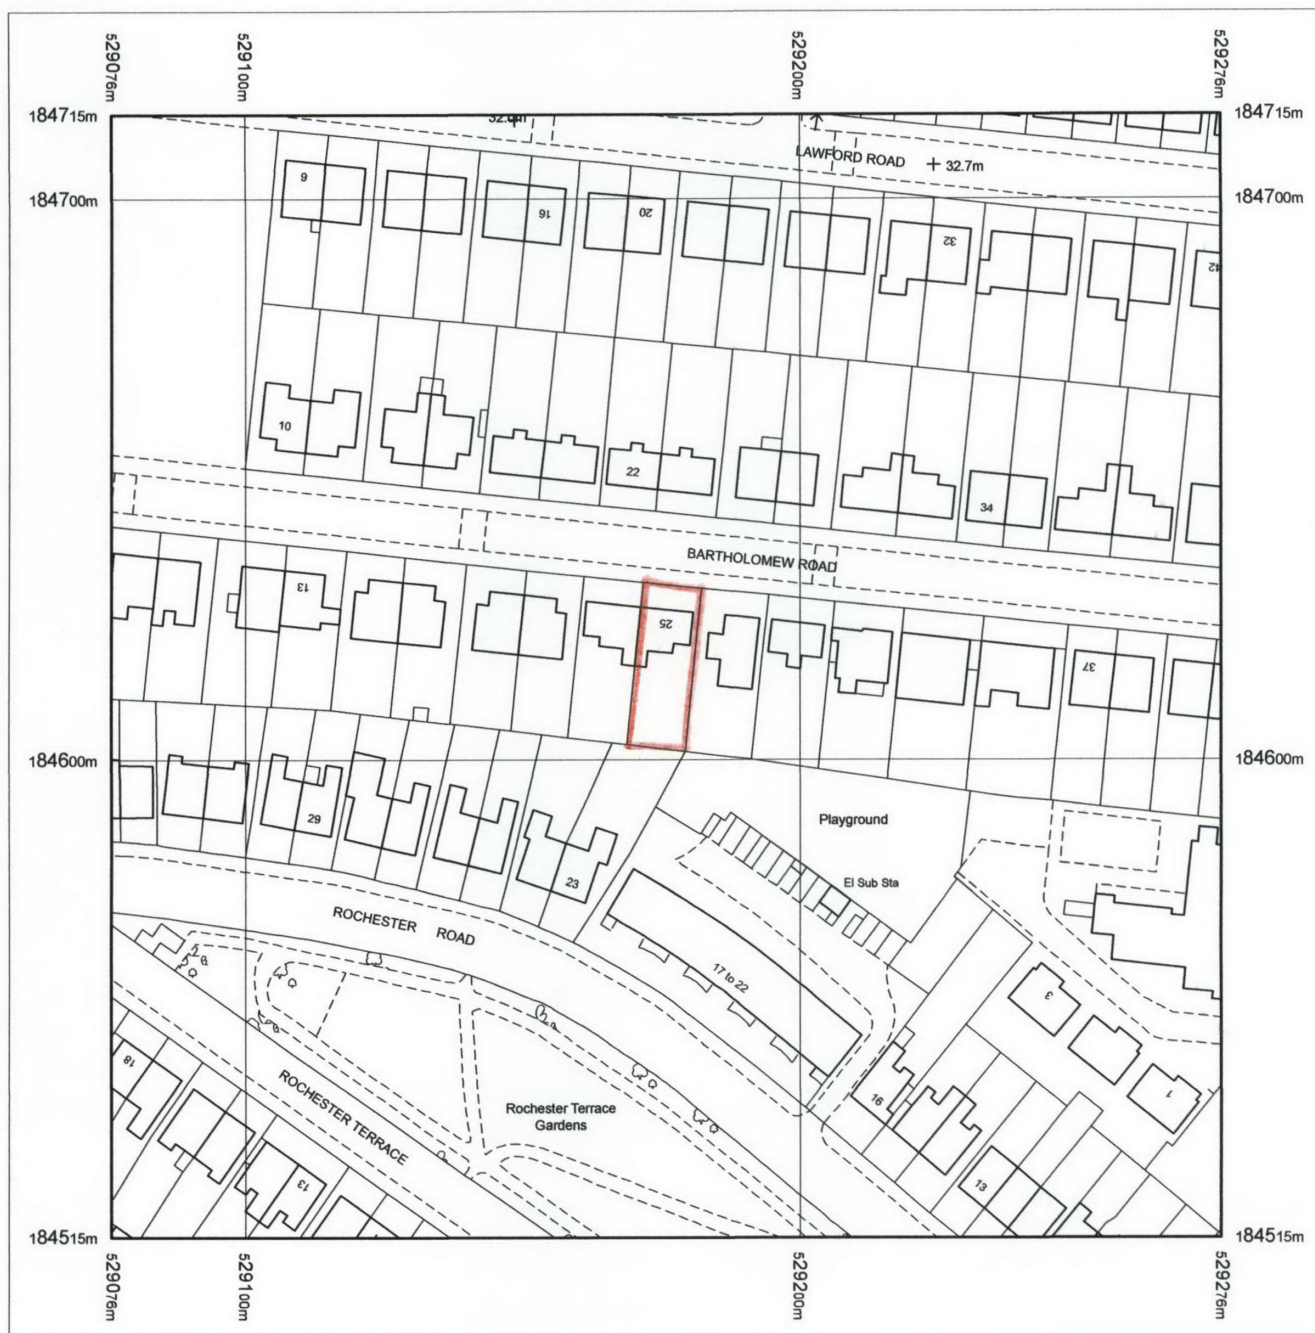 529076m
529100m
529200m
529276m
184715m
184715m
LAWFORD ROAD
32.7m
9
184700m
184700m
16
20
32
42
10
22
34
BARTHOLOMEW ROAD
13
25
37
184600m
184600m
29
23
Playground
El Sub Sta
ROCHESTER ROAD
17 to 22
3
18
16
1
ROCHESTER TERRACE
Rochester Terrace
Gardens
13
13
184515m
184515m
529076m
529100m
529200m
529276m